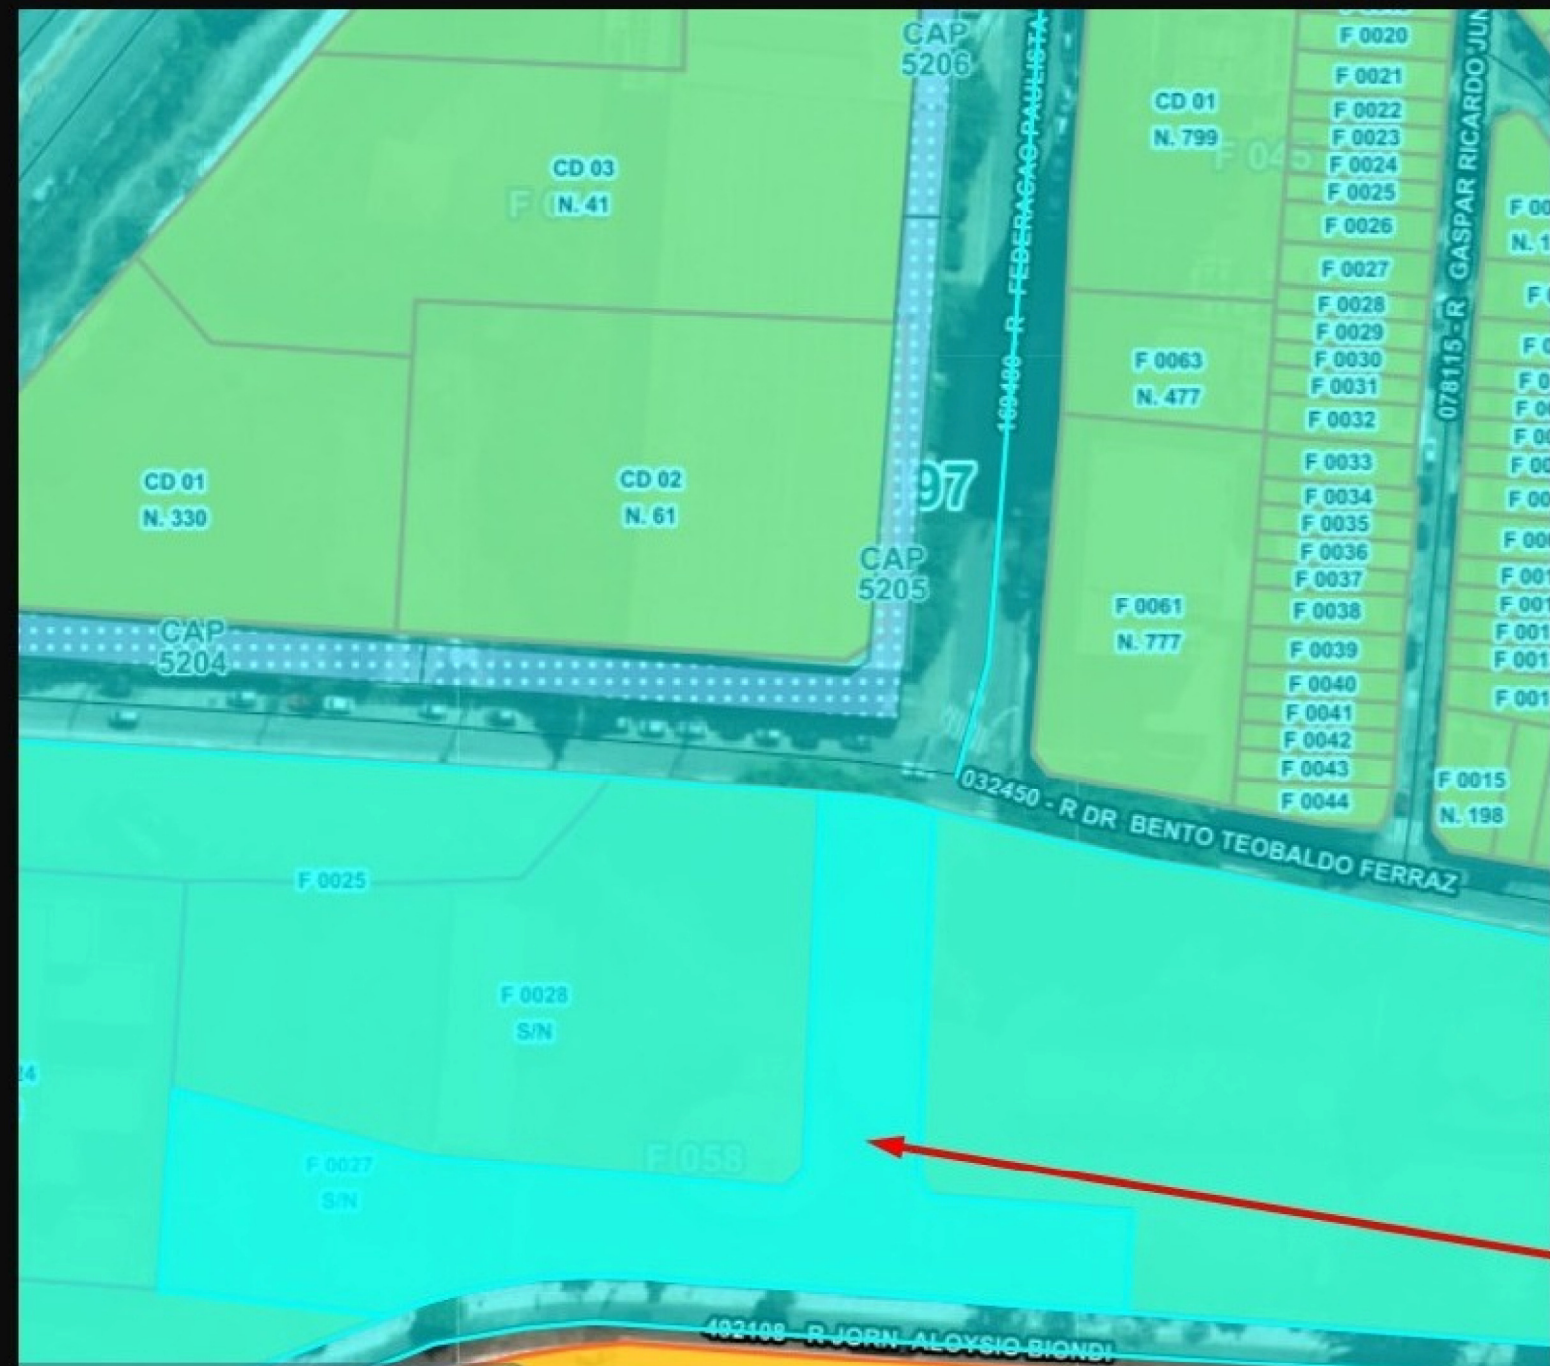 CAP
5206
CD 03
N. 41
169480 - R FEDERACAO PAULISTA
CD 01
N. 799
F 045
F 0020
F 0021
F 0022
F 0023
F 0024
F 0025
F 0026
F 0027
F 0028
F 0029
F 0030
F 0031
F 0032
F 0033
F 0034
F 0035
F 0036
F 0037
F 0038
F 0039
F 0040
F 0041
F 0042
F 0043
F 0044
078115 - R GASPAR RICARDO JUN
F 0063
N. 477
F 0061
N. 777
CD 01
N. 330
CD 02
N. 61
97
CAP
5205
CAP
5204
032450 - R DR BENTO TEOBALDO FERRAZ
F 0015
N. 198
F 0025
F 0028
S/N
F 058
F 0027
S/N
492108 - R JORN ALOYSIO BIONDI